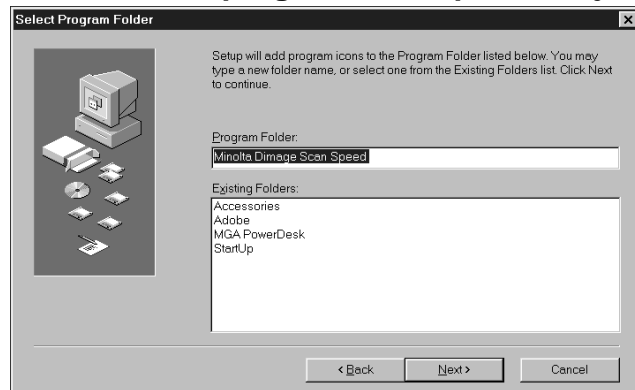 Select Program Folder
Setup will add program icons to the Program Folder listed below. You may
type a new folder name, or select one from the Existing Folders list. Click Next
to continue.
Program Folder:
Minolta Dimage Scan Speed
Existing Folders:
Accessories
Adobe
MGA PowerDesk
StartUp
< Back
Next >
Cancel